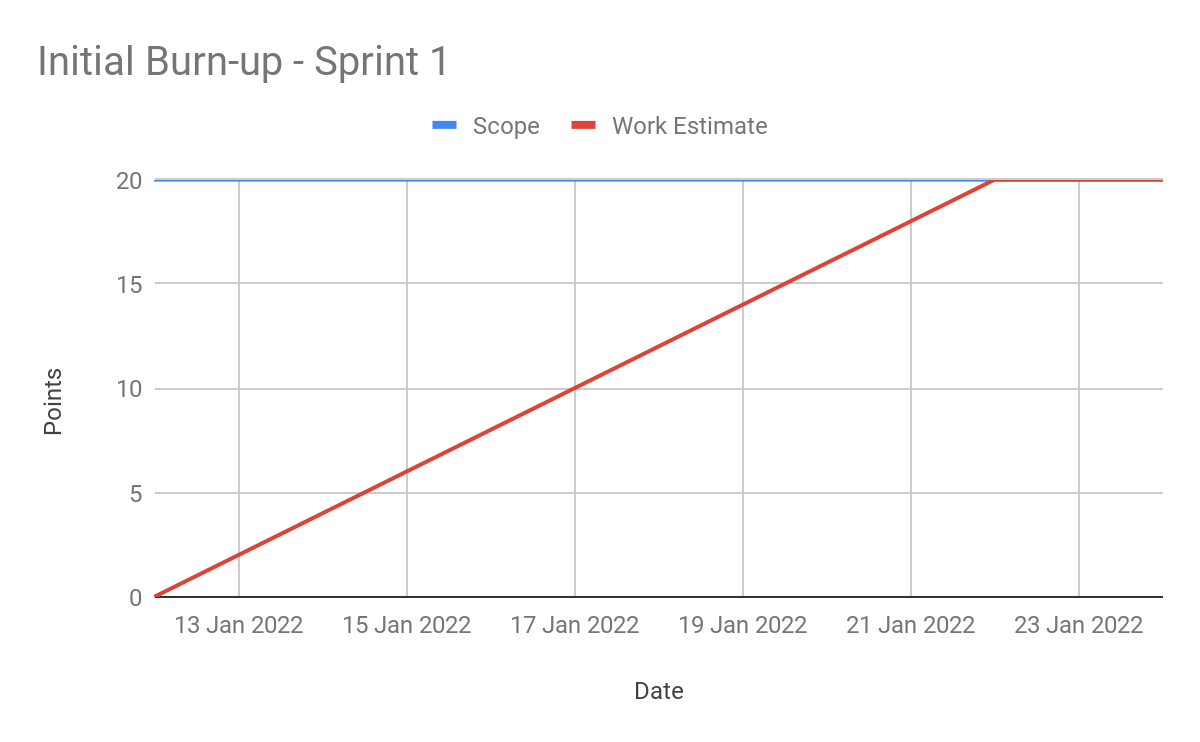 Initial Burn-up - Sprint 1
Scope Work Estimate
20
15
10
5
0
Points
13 Jan 2022 15 Jan 2022 17 Jan 2022 19 Jan 2022 21 Jan 2022 23 Jan 2022
Date